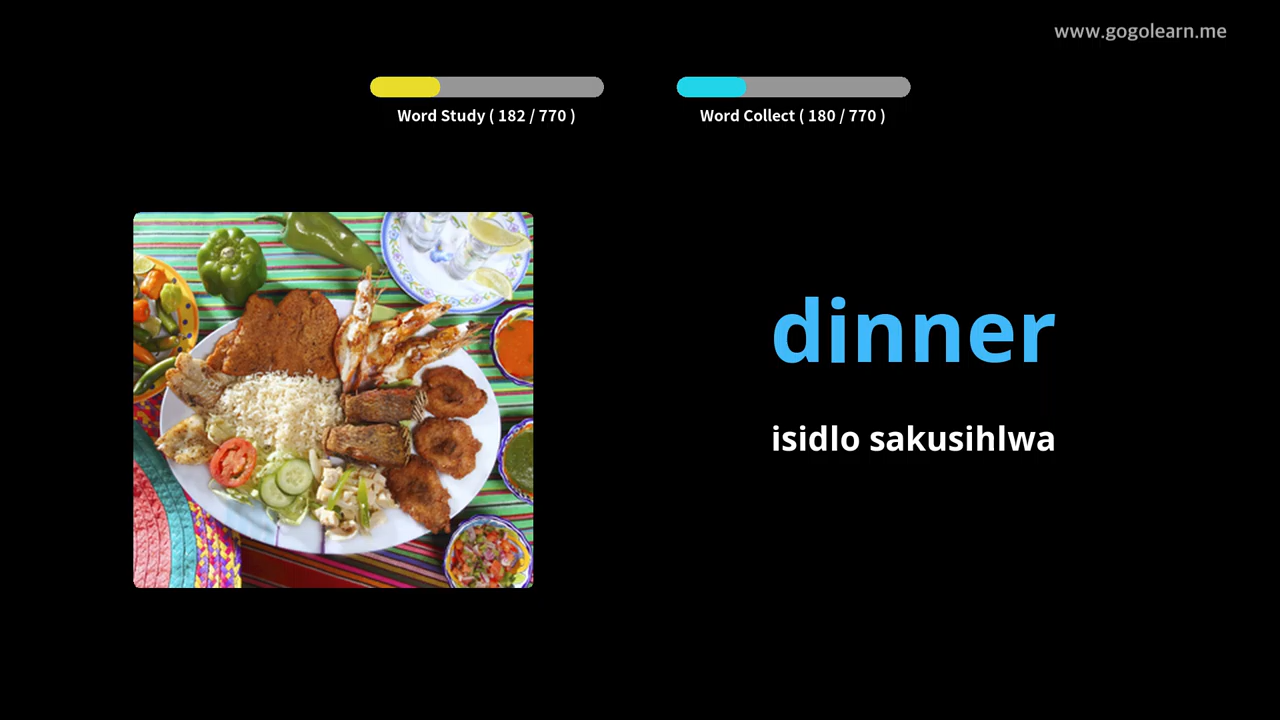 www.gogolearn.me
Word Study ( 182 / 770 )
Word Collect ( 180 / 770 )
dinner
isidlo sakusihlwa